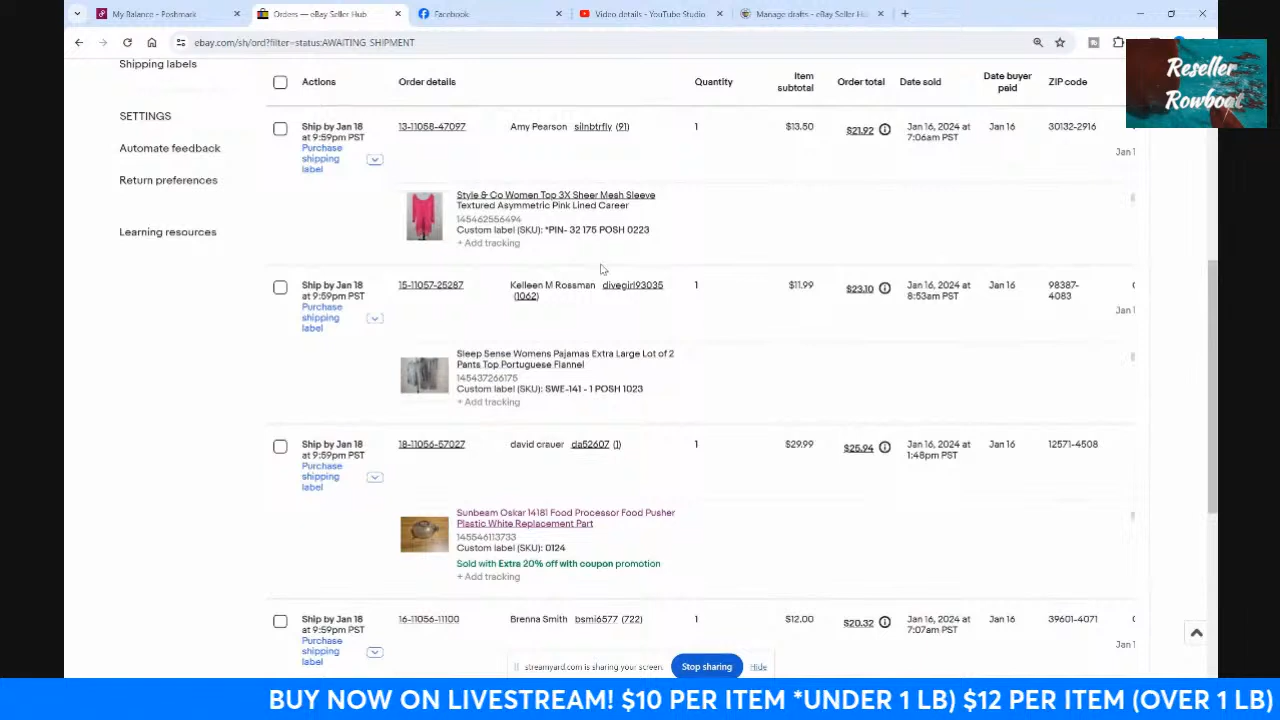 My Balance - Poshmark
Orders — eBay Seller Hub
Facebook
Video details - YouTube Studio
Manage drafts - eBay Seller Hub
ebay.com/sh/ord?filter=status:AWAITING_SHIPMENT
Reseller
Rowboat
Shipping labels
SETTINGS
Automate feedback
Return preferences
Learning resources
Actions Order details Quantity Item subtotal Order total Date sold Date buyer paid ZIP code
Ship by Jan 18 at 9:59pm PST
Purchase shipping label
13-11058-47097 Amy Pearson silnbtrfly (91) 1 $13.50 $21.92 Jan 16, 2024 at 7:06am PST Jan 16 30132-2916
Jan 1
Style & Co Women Top 3X Sheer Mesh Sleeve
Textured Asymmetric Pink Lined Career
145462556494
Custom label (SKU): *PIN- 32 175 POSH 0223
+ Add tracking
Ship by Jan 18 at 9:59pm PST
Purchase shipping label
15-11057-25287 Kelleen M Rossman divegirl93035 (1062) 1 $11.99 $23.10 Jan 16, 2024 at 8:53am PST Jan 16 98387-4083
Jan 1
Sleep Sense Womens Pajamas Extra Large Lot of 2
Pants Top Portuguese Flannel
145437266175
Custom label (SKU): SWE-141 - 1 POSH 1023
+ Add tracking
Ship by Jan 18 at 9:59pm PST
Purchase shipping label
18-11056-57027 david crauer da52607 (1) 1 $29.99 $25.94 Jan 16, 2024 at 1:48pm PST Jan 16 12571-4508
Sunbeam Oskar 14181 Food Processor Food Pusher
Plastic White Replacement Part
145546113733
Custom label (SKU): 0124
Sold with Extra 20% off with coupon promotion
+ Add tracking
Ship by Jan 18 at 9:59pm PST
Purchase shipping label
16-11056-11100 Brenna Smith bsmi6577 (722) 1 $12.00 $20.32 Jan 16, 2024 at 7:07am PST Jan 16 39601-4071
Jan 1
streamyard.com is sharing your screen. Stop sharing Hide
BUY NOW ON LIVESTREAM! $10 PER ITEM *UNDER 1 LB) $12 PER ITEM (OVER 1 LB)